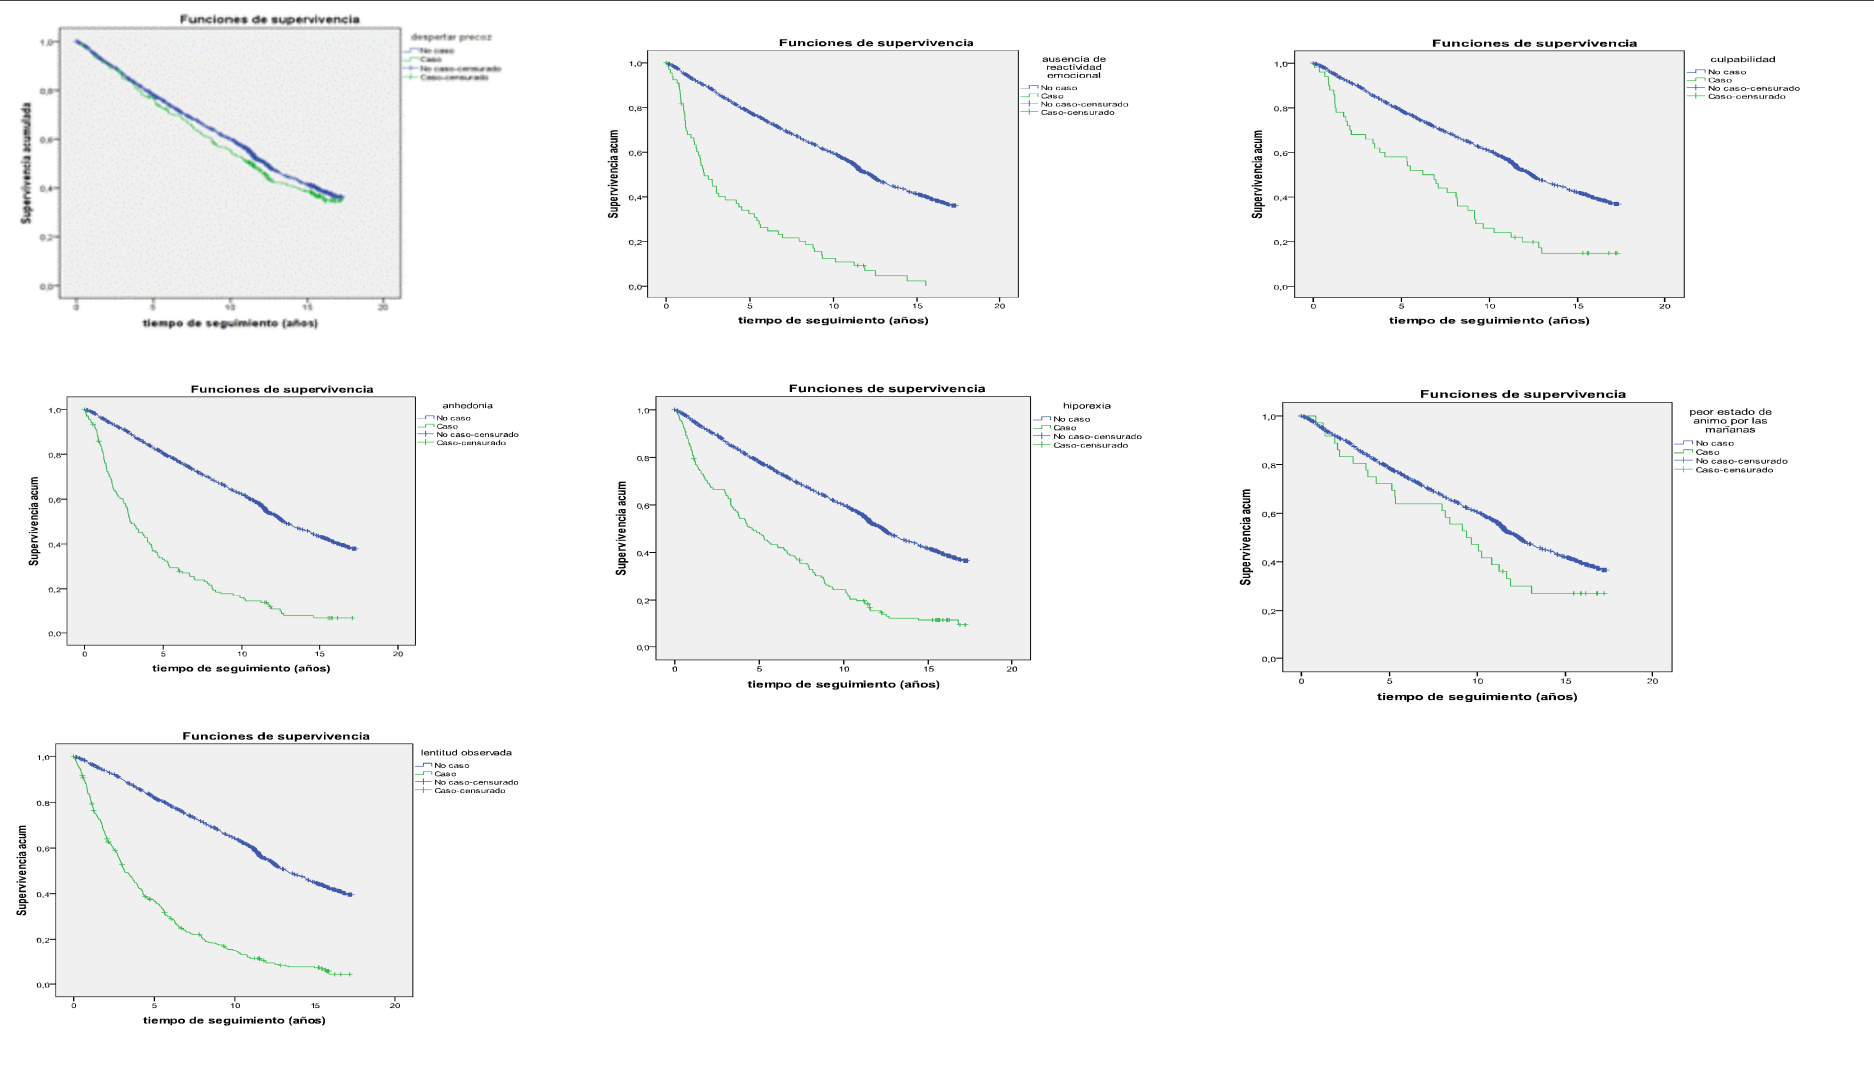 Funciones de supervivencia
despertar precoz
No caso
Caso
No caso-censurado
Caso-censurado
Supervivencia acumulada
1,0
0,8
0,6
0,4
0,2
0,0
0 5 10 15 20
tiempo de seguimiento (años)
Funciones de supervivencia
ausencia de
reactividad
emocional
No caso
Caso
No caso-censurado
Caso-censurado
Supervivencia acum
1,0
0,8
0,6
0,4
0,2
0,0
0 5 10 15 20
tiempo de seguimiento (años)
Funciones de supervivencia
culpabilidad
No caso
Caso
No caso-censurado
Caso-censurado
Supervivencia acum
1,0
0,8
0,6
0,4
0,2
0,0
0 5 10 15 20
tiempo de seguimiento (años)
Funciones de supervivencia
anhedonia
No caso
Caso
No caso-censurado
Caso-censurado
Supervivencia acum
1,0
0,8
0,6
0,4
0,2
0,0
0 5 10 15 20
tiempo de seguimiento (años)
Funciones de supervivencia
hiporexia
No caso
Caso
No caso-censurado
Caso-censurado
Supervivencia acum
1,0
0,8
0,6
0,4
0,2
0,0
0 5 10 15 20
tiempo de seguimiento (años)
Funciones de supervivencia
peor estado de
animo por las
mañanas
No caso
Caso
No caso-censurado
Caso-censurado
Supervivencia acum
1,0
0,8
0,6
0,4
0,2
0,0
0 5 10 15 20
tiempo de seguimiento (años)
Funciones de supervivencia
lentitud observada
No caso
Caso
No caso-censurado
Caso-censurado
Supervivencia acum
1,0
0,8
0,6
0,4
0,2
0,0
0 5 10 15 20
tiempo de seguimiento (años)